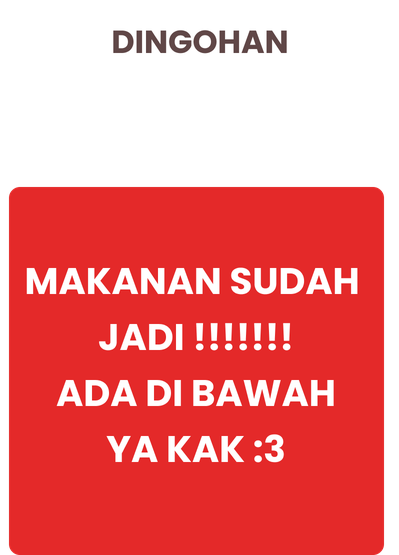 DINGOHAN
MAKANAN SUDAH
JADI !!!!!!!
ADA DI BAWAH
YA KAK :3